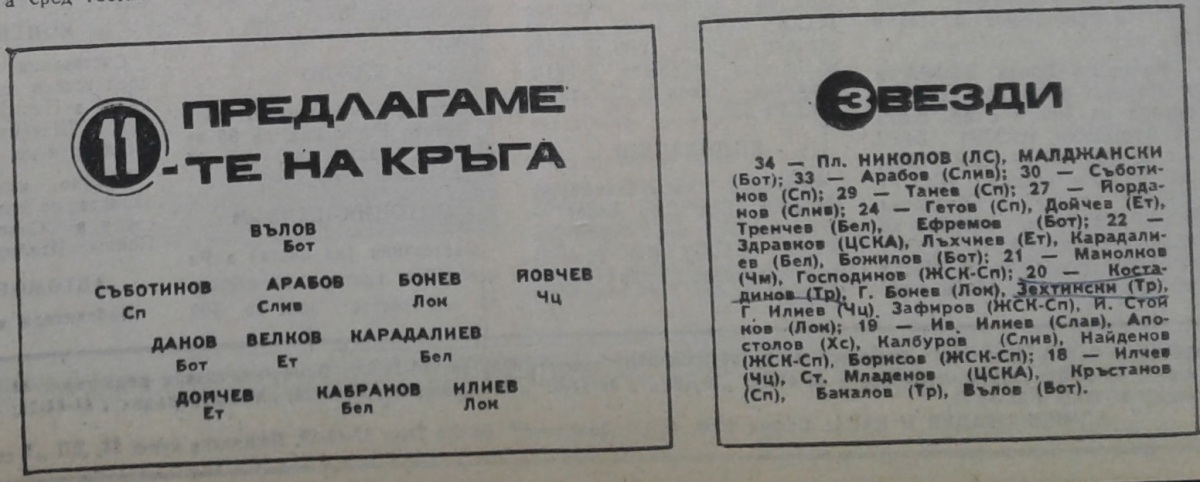 а сред
ПРЕДЛАГАМЕ
11-ТЕ НА КРЪГА
ВЪЛОВ
Бот
СЪБОТИНОВ АРАБОВ БОНЕВ ЙОВЧЕВ
Сп Слив Лок Чц
ДАНОВ ВЕЛКОВ КАРАДАЛИЕВ
Бот Ет Бел
ДОЙЧЕВ КАБРАНОВ ИЛИЕВ
Ет Бел Лок
ЗВЕЗДИ
34 — Пл. НИКОЛОВ (ЛС), МАЛДЖАНСКИ
(Бот); 33 — Арабов (Слив); 30 — Съботи-
нов (Сп); 29 — Танев (Сп); 27 — Йорда-
нов (Слив); 24 — Гетов (Сп), Дойчев (Ет),
Тренчев (Бел), Ефремов (Бот); 22 —
Здравков (ЦСКА), Лъхчиев (Ет), Карадали-
ев (Бел), Божилов (Бот); 21 — Манолков
(Чм), Господинов (ЖСК-Сп); 20 — Коста-
динов (Тр), Г. Бонев (Лок), Зехтински (Тр),
Г. Илиев (Чц), Зафиров (ЖСК-Сп), И. Стой
ков (Лок); 19 — Ив. Илиев (Слав), Апо-
столов (Хс), Калбуров (Слив), Найденов
(ЖСК-Сп), Борисов (ЖСК-Сп); 18 — Илчев
(Чц), Ст. Младенов (ЦСКА), Кръстанов
(Сп), Баналов (Тр), Вълов (Бот).